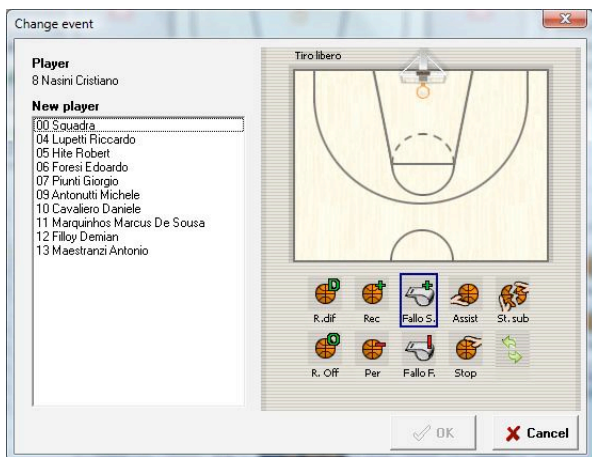 Change event
Player
8 Nasini Cristiano
New player
00 Squadra
04 Lupetti Riccardo
05 Hite Robert
06 Foresi Edoardo
07 Piunti Giorgio
09 Antonutti Michele
10 Cavaliero Daniele
11 Marquinhos Marcus De Sousa
12 Filloy Demian
13 Maestranzi Antonio
Tiro libero
D
R.dif Rec Fallo S. Assist St. sub
O
R. Off Per Fallo F. Stop
OK Cancel